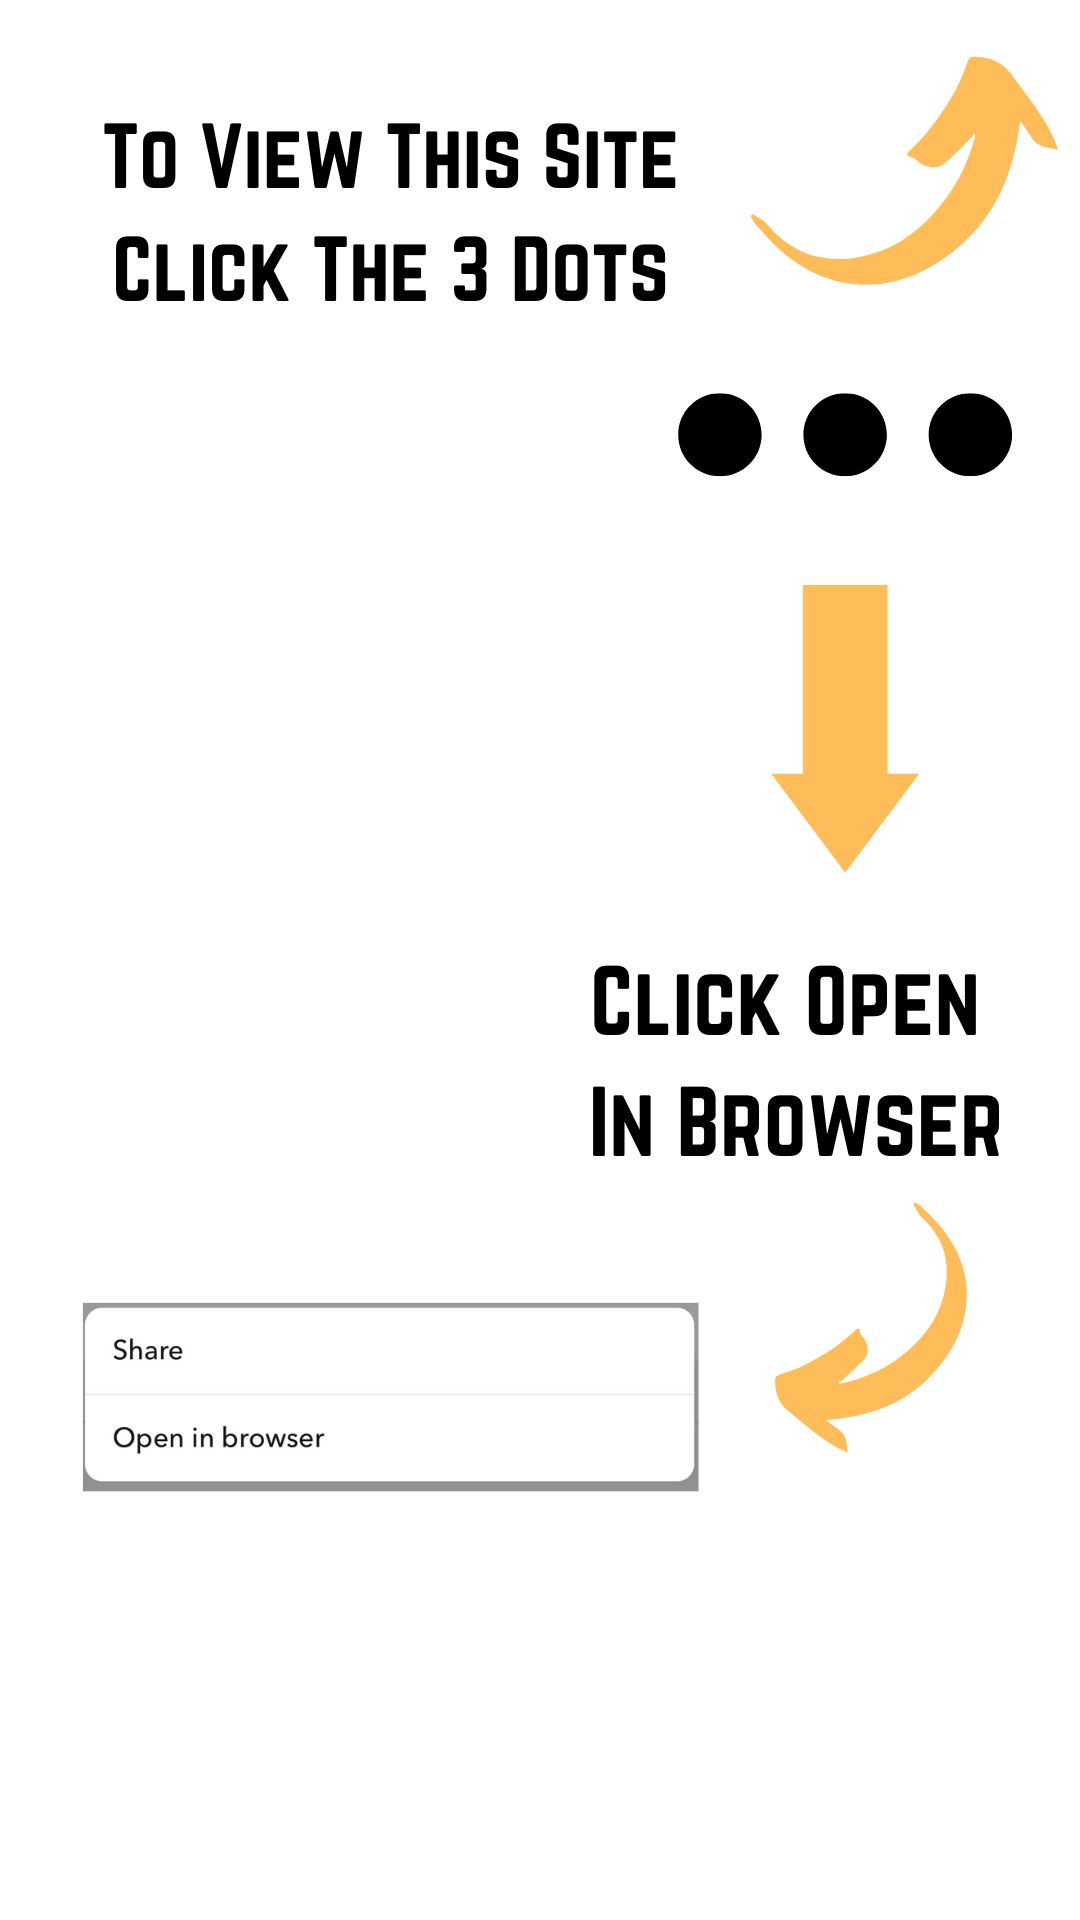 To View This Site
Click The 3 Dots
Click Open
In Browser
Share
Open in browser